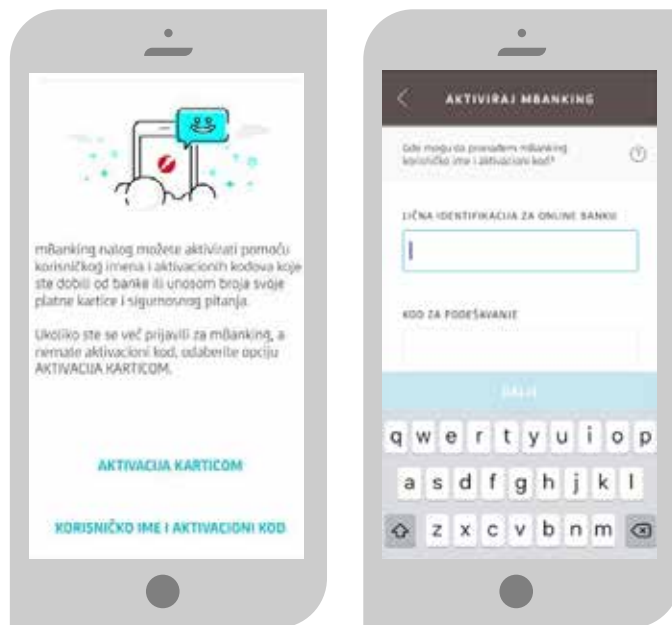 mBanking nalog možete aktivirati pomoću
korisničkog imena i aktivacionih kodova koje
ste dobili od banke ili unosom broja svoje
platne kartice i sigurnosnog pitanja.
Ukoliko ste se već prijavili za mBanking, a
nemate aktivacioni kod, odaberite opciju
AKTIVACIJA KARTICOM.
AKTIVACIJA KARTICOM
KORISNIČKO IME I AKTIVACIONI KOD
AKTIVIRAJ MBANKING
Gde mogu da pronađem mBanking
korisničko ime i aktivacioni kod?
LIČNA IDENTIFIKACIJA ZA ONLINE BANKU
KOD ZA PODEŠAVANJE
DALJE
q w e r t y u i o p
a s d f g h j k l
z x c v b n m